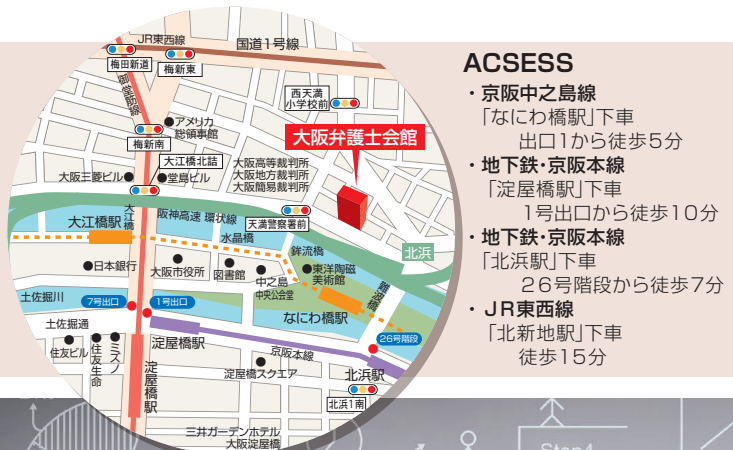 JR東西線
国道1号線
梅田新道
梅新東
御堂筋線
西天満
小学校前
アメリカ
総領事館
梅新南
大阪弁護士会館
大江橋北詰
大阪三菱ビル
堂島ビル
大阪高等裁判所
大阪地方裁判所
大阪簡易裁判所
大江橋
阪神高速 環状線
天満警察署前
大江橋駅
水晶橋
鉾流橋
北浜
日本銀行
大阪市役所
図書館
中之島
中央公会堂
東洋陶磁
美術館
難波橋
土佐堀川
7号出口
1号出口
なにわ橋駅
土佐堀通
淀屋橋駅
26号階段
住友ビル
住友生命
ミズノ
淀屋橋駅
京阪本線
淀屋橋スクエア
北浜駅
北浜1南
三井ガーデンホテル
大阪淀屋橋
ACSESS
・京阪中之島線
「なにわ橋駅」下車
出口1から徒歩5分
・地下鉄・京阪本線
「淀屋橋駅」下車
1号出口から徒歩10分
・地下鉄・京阪本線
「北浜駅」下車
26号階段から徒歩7分
・JR東西線
「北新地駅」下車
徒歩15分
Step4